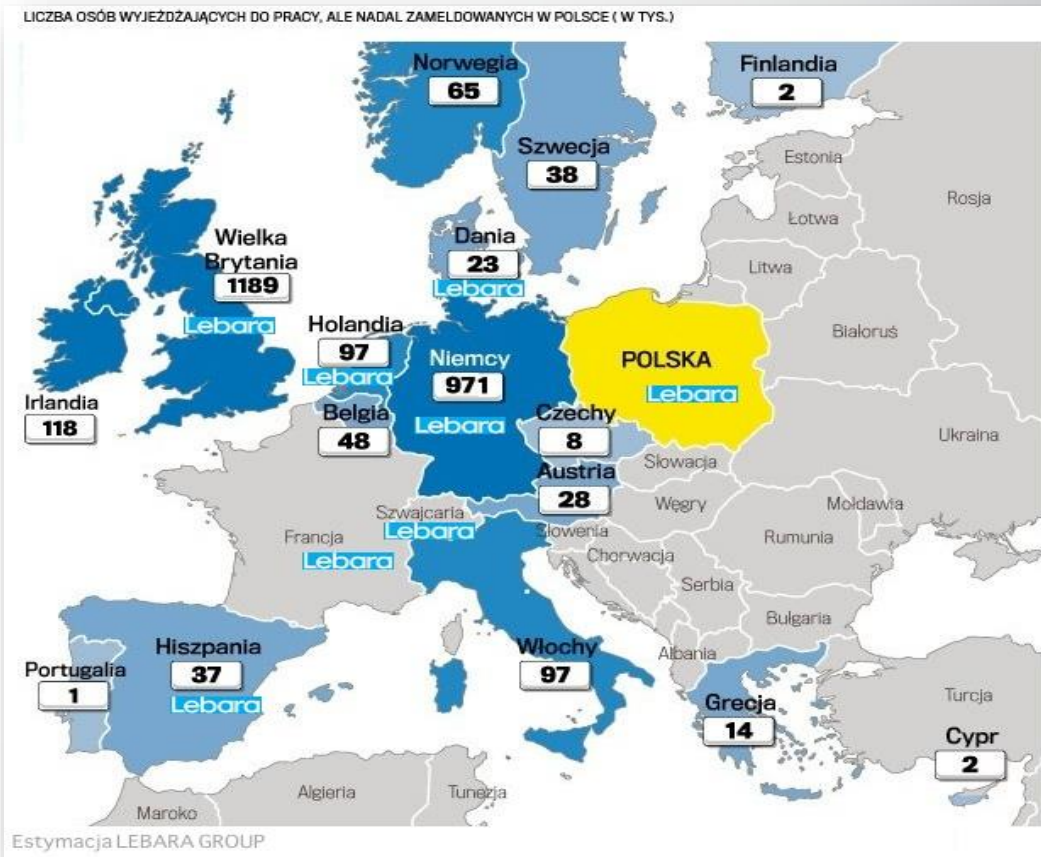 LICZBA OSÓB WYJEŻDŻAJĄCYCH DO PRACY, ALE NADAL ZAMELDOWANYCH W POLSCE ( W TYS.)
Norwegia
65
Finlandia
2
Szwecja
38
Estonia
Rosja
Łotwa
Wielka
Brytania
1189
Lebara
Dania
23
Lebara
Litwa
Białoruś
Holandia
97
Lebara
Niemcy
971
Lebara
POLSKA
Lebara
Irlandia
118
Belgia
48
Czechy
8
Ukraina
Słowacja
Austria
28
Węgry
Mołdawia
Szwajcaria
Lebara
Francja
Lebara
Słowenia
Chorwacja
Rumunia
Serbia
Bułgaria
Portugalia
1
Hiszpania
37
Lebara
Włochy
97
Albania
Grecja
14
Turcja
Cypr
2
Maroko
Algieria
Tunezja
Estymacja LEBARA GROUP